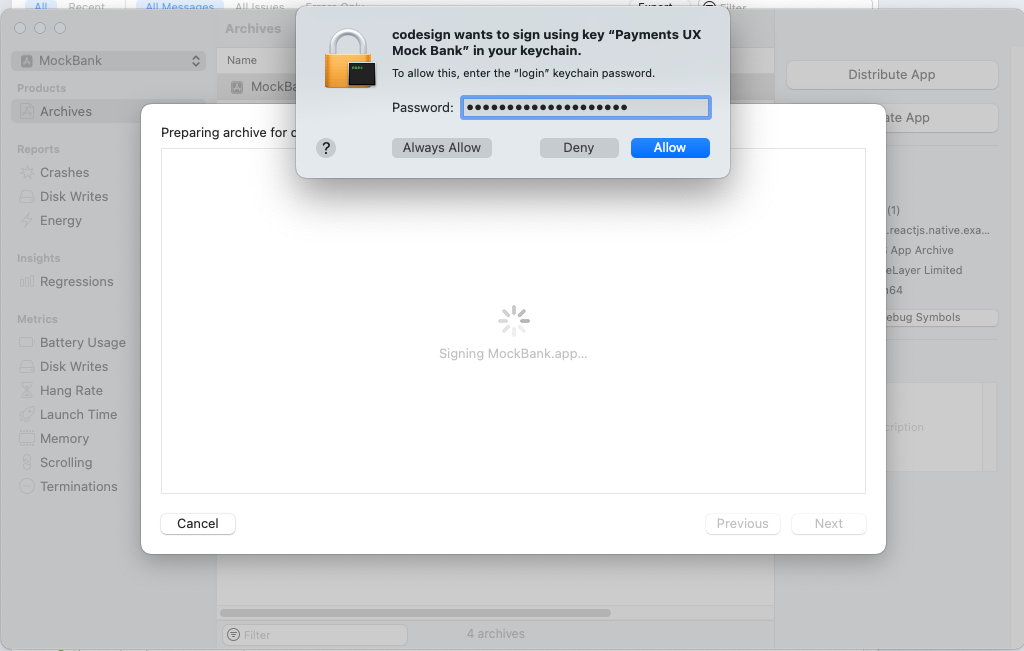 All Recent All Messages All Issues Errors Only Export Filter
Archives
MockBank
Products
Archives
Reports
Crashes
Disk Writes
Energy
Insights
Regressions
Metrics
Battery Usage
Disk Writes
Hang Rate
Launch Time
Memory
Scrolling
Terminations
Name
codesign wants to sign using key “Payments UX
Mock Bank” in your keychain.
To allow this, enter the “login” keychain password.
Password: ••••••••••••••••••••
? Always Allow Deny Allow
Preparing archive for
Signing MockBank.app...
Cancel Previous Next
Filter 4 archives
Distribute App
App
(1)
.reactjs.native.exa...
App Archive
eLayer Limited
64
ebug Symbols
cription